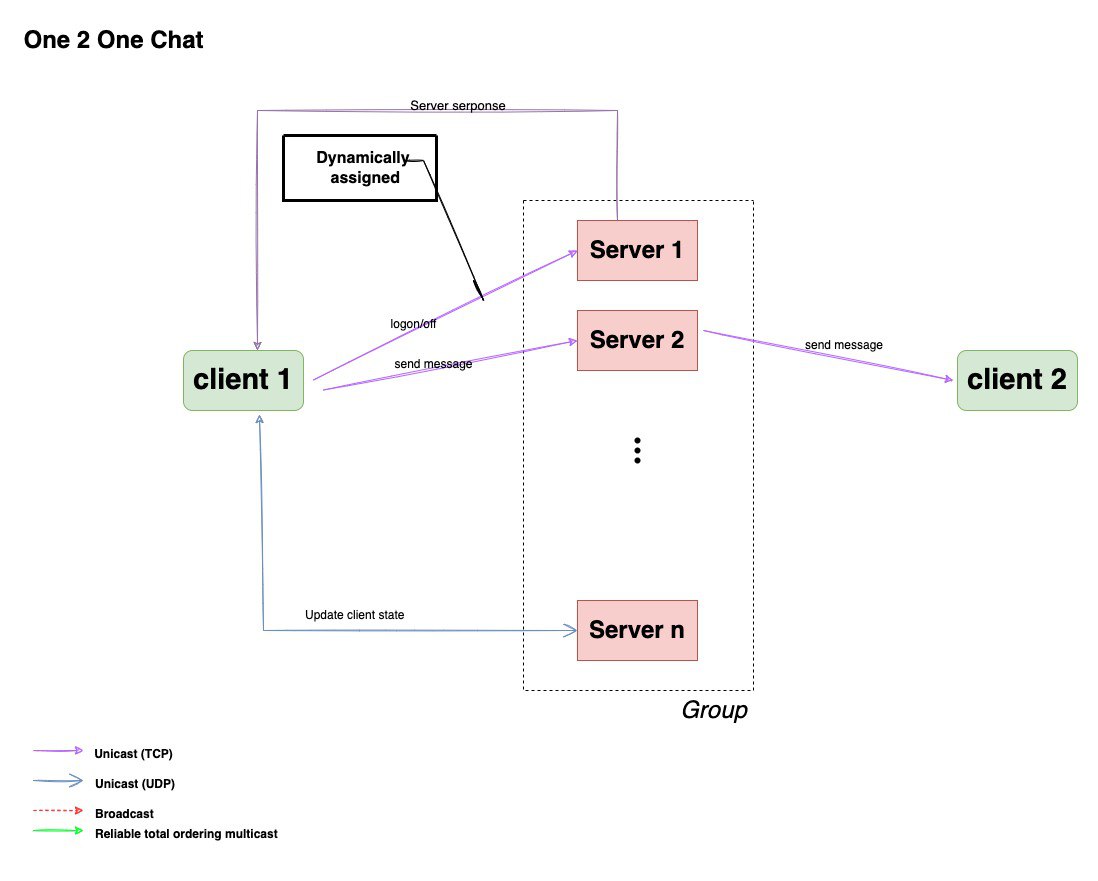 One 2 One Chat
Server serponse
Dynamically
assigned
Server 1
logon/off
Server 2
send message
send message
client 1
client 2
Update client state
Server n
Group
Unicast (TCP)
Unicast (UDP)
Broadcast
Reliable total ordering multicast